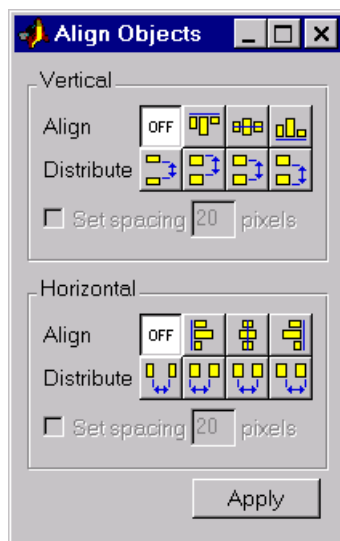 Align Objects
Vertical
Align OFF
Distribute
Set spacing 20 pixels
Horizontal
Align OFF
Distribute
Set spacing 20 pixels
Apply